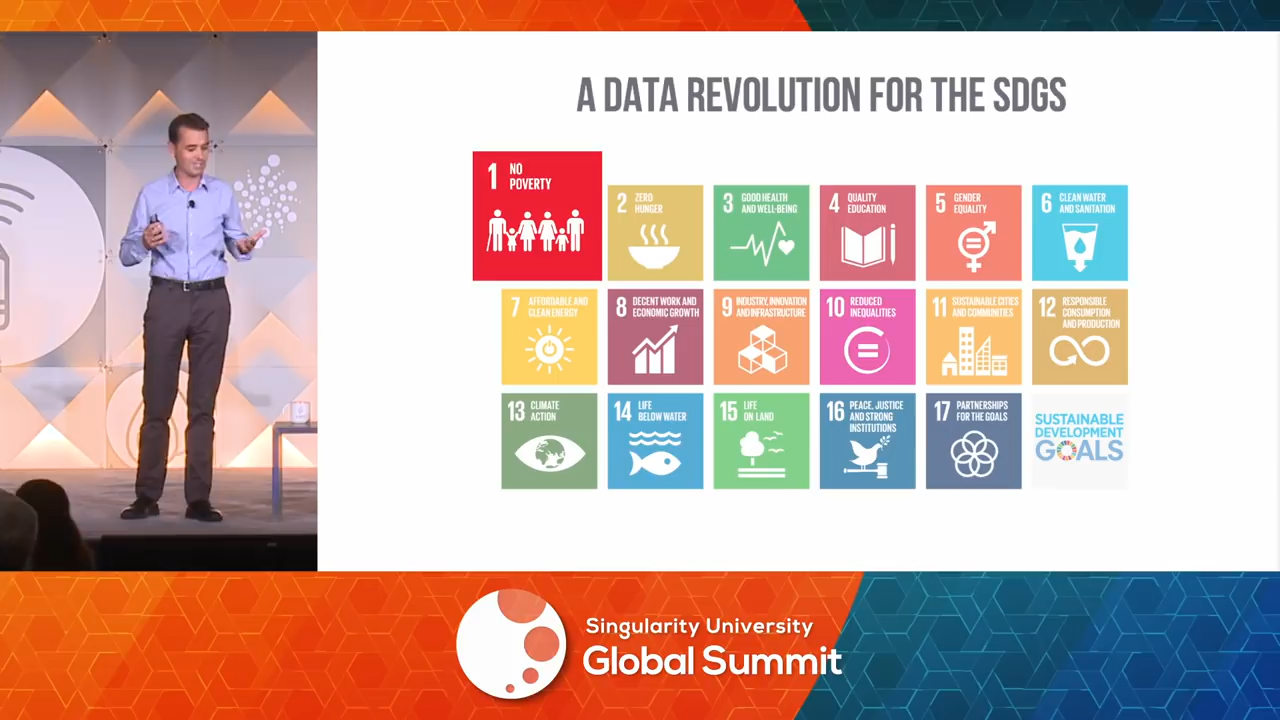 A DATA REVOLUTION FOR THE SDGS
1 NO
POVERTY
2 ZERO
HUNGER
3 GOOD HEALTH
AND WELL-BEING
4 QUALITY
EDUCATION
5 GENDER
EQUALITY
6 CLEAN WATER
AND SANITATION
7 AFFORDABLE AND
CLEAN ENERGY
8 DECENT WORK AND
ECONOMIC GROWTH
9 INDUSTRY, INNOVATION
AND INFRASTRUCTURE
10 REDUCED
INEQUALITIES
11 SUSTAINABLE CITIES
AND COMMUNITIES
12 RESPONSIBLE
CONSUMPTION
AND PRODUCTION
13 CLIMATE
ACTION
14 LIFE
BELOW WATER
15 LIFE
ON LAND
16 PEACE, JUSTICE
AND STRONG
INSTITUTIONS
17 PARTNERSHIPS
FOR THE GOALS
SUSTAINABLE
DEVELOPMENT
GOALS
Singularity University
Global Summit